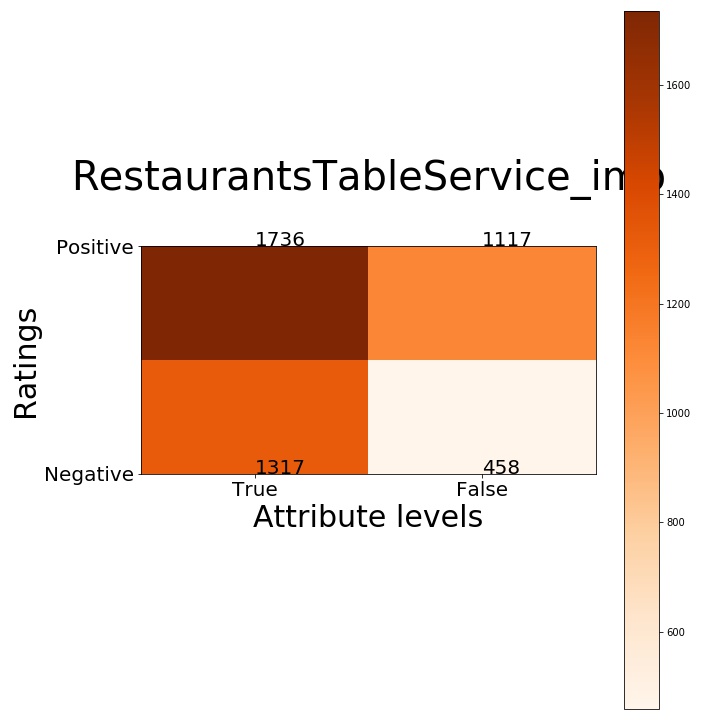 RestaurantsTableService_imp
1736 1117
Positive
Ratings
Negative
1317 458
True False
Attribute levels
1600
1400
1200
1000
800
600